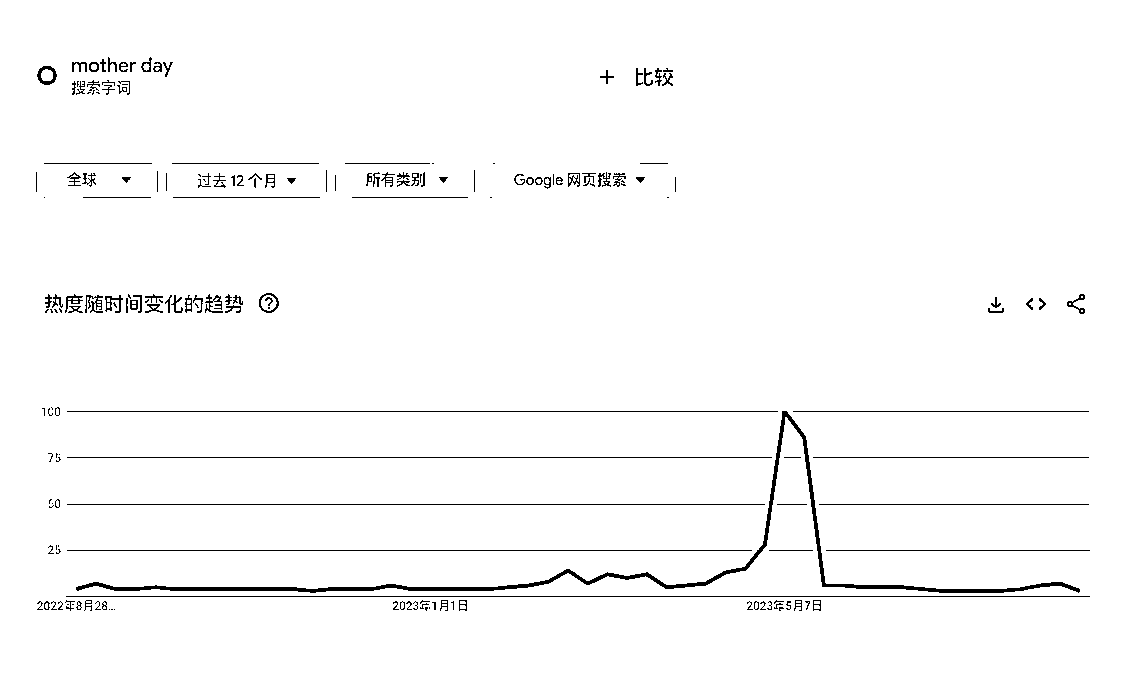 mother day
搜索字词
+ 比较
全球
过去 12 个月
所有类别
Google 网页搜索
热度随时间变化的趋势
100
75
50
25
2022年8月28…
2023年1月1日
2023年5月7日